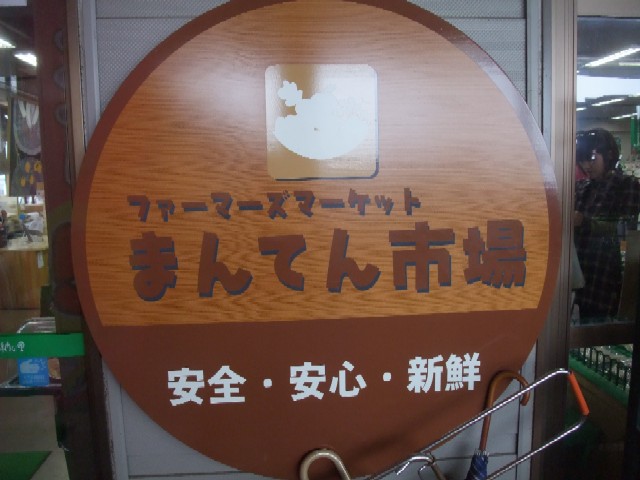 ファーマーズマーケット
まんてん市場
安全・安心・新鮮